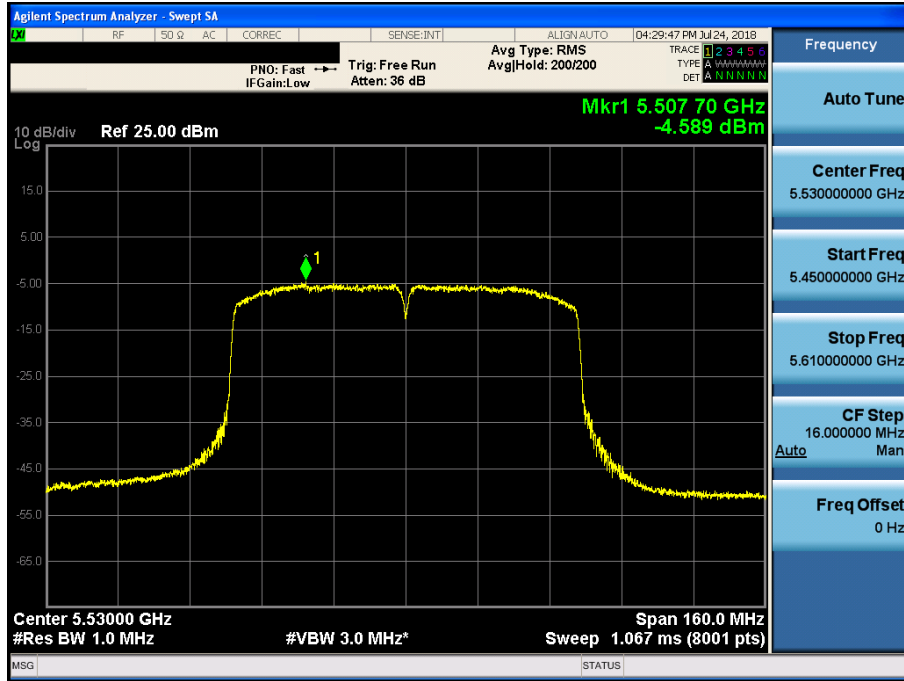 Agilent Spectrum Analyzer - Swept SA
LXI RF 50 Ω AC CORREC SENSE:INT ALIGN AUTO 04:29:47 PM Jul 24, 2018
PNO: Fast Trig: Free Run Avg Type: RMS TRACE 1 2 3 4 5 6
IFGain:Low Atten: 36 dB Avg|Hold: 200/200 TYPE A WWWWW
DET A N N N N N
Mkr1 5.507 70 GHz
-4.589 dBm
10 dB/div Ref 25.00 dBm
Log
15.0
5.00
1
-5.00
-15.0
-25.0
-35.0
-45.0
-55.0
-65.0
Center 5.53000 GHz Span 160.0 MHz
#Res BW 1.0 MHz #VBW 3.0 MHz* Sweep 1.067 ms (8001 pts)
MSG STATUS
Frequency
Auto Tune
Center Freq
5.530000000 GHz
Start Freq
5.450000000 GHz
Stop Freq
5.610000000 GHz
CF Step
16.000000 MHz
Auto Man
Freq Offset
0 Hz